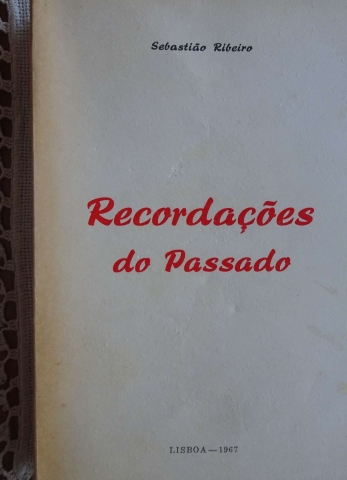 Sebastião Ribeiro
Recordações
do Passado
LISBOA—1967